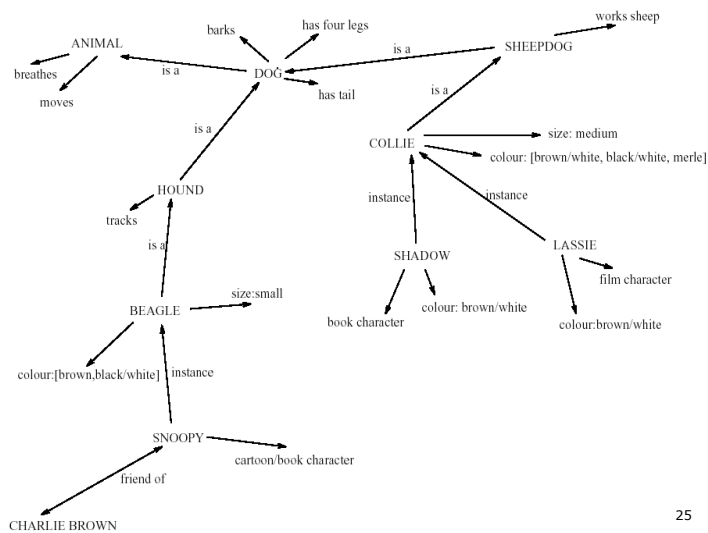 works sheep
has four legs
barks
ANIMAL
SHEEPDOG
is a
is a
breathes
DOG
moves
has tail
is a
is a
size: medium
COLLIE
colour: [brown/white, black/white, merle]
HOUND
instance
instance
tracks
is a
SHADOW
LASSIE
film character
size:small
colour: brown/white
BEAGLE
book character
colour:brown/white
colour:[brown,black/white]
instance
SNOOPY
cartoon/book character
friend of
CHARLIE BROWN
25